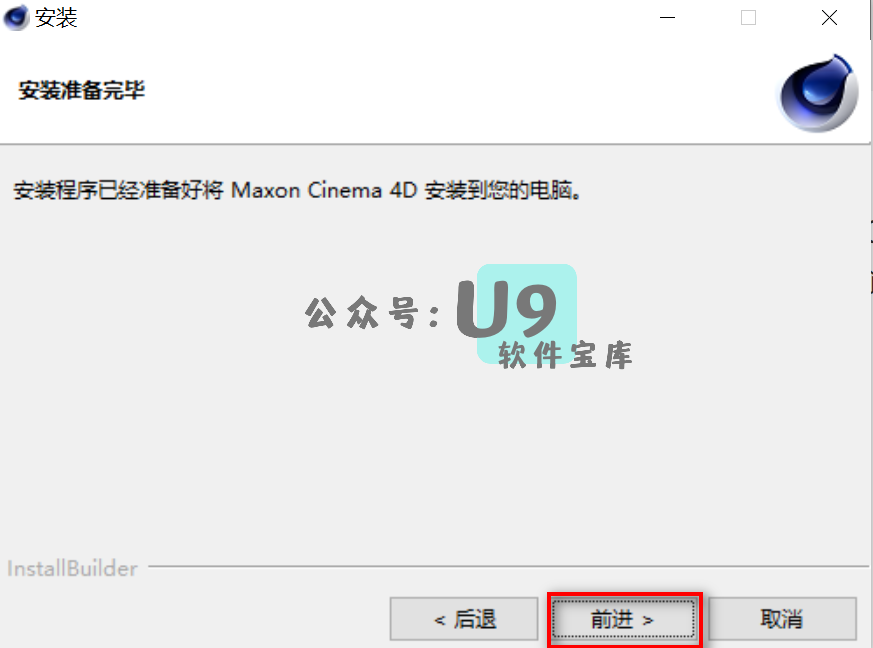 安装
安装准备完毕
安装程序已经准备好将 Maxon Cinema 4D 安装到您的电脑。
公众号：U9
软件宝库
InstallBuilder
< 后退
前进 >
取消